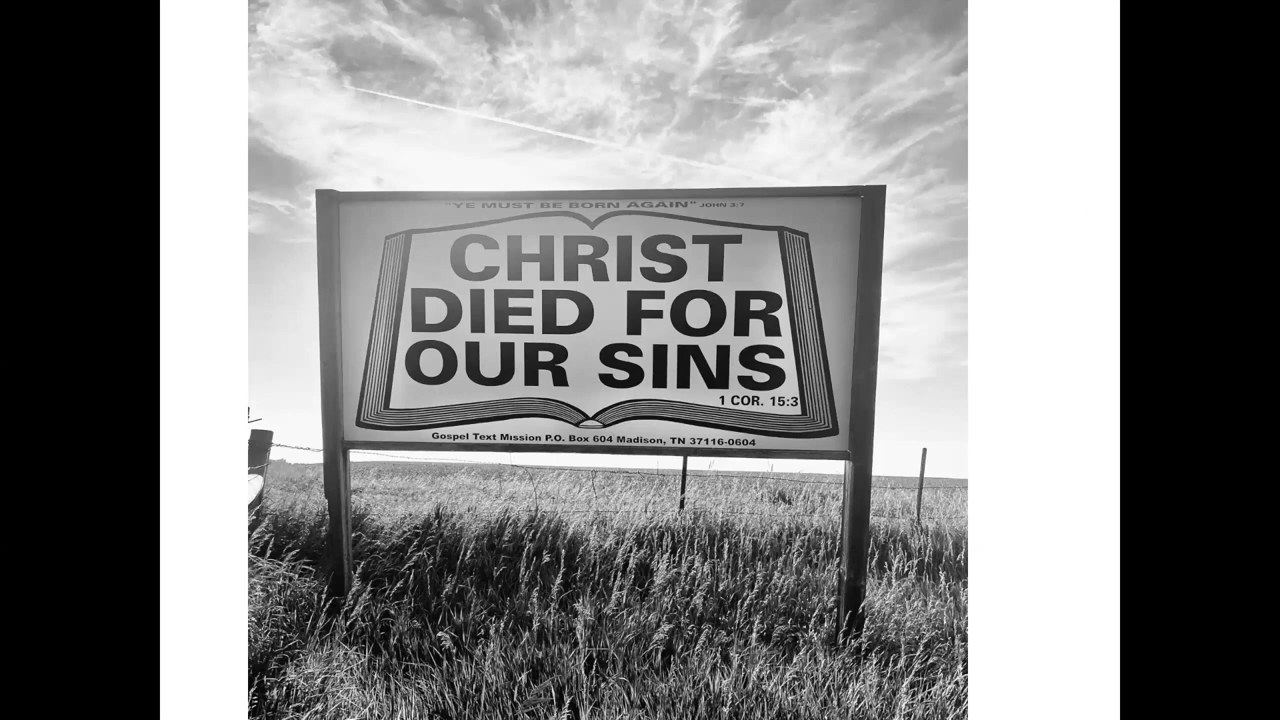 "YE MUST BE BORN AGAIN" JOHN 3:7
CHRIST
DIED FOR
OUR SINS
1 COR. 15:3
Gospel Text Mission P.O. Box 604 Madison, TN 37116-0604